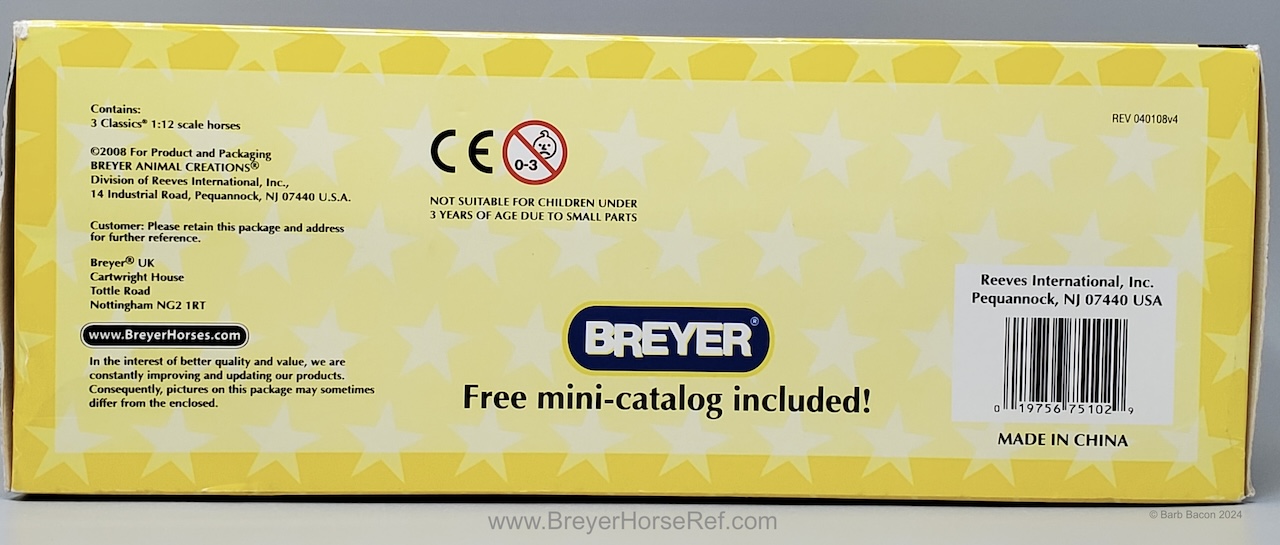 Contains:
3 Classics® 1:12 scale horses
©2008 For Product and Packaging
BREYER ANIMAL CREATIONS®
Division of Reeves International, Inc.,
14 Industrial Road, Pequannock, NJ 07440 U.S.A.
Customer: Please retain this package and address
for further reference.
Breyer® UK
Cartwright House
Tottle Road
Nottingham NG2 1RT
www.BreyerHorses.com
In the interest of better quality and value, we are
constantly improving and updating our products.
Consequently, pictures on this package may sometimes
differ from the enclosed.
CE
0-3
NOT SUITABLE FOR CHILDREN UNDER
3 YEARS OF AGE DUE TO SMALL PARTS
BREYER®
Free mini-catalog included!
REV 040108v4
Reeves International, Inc.
Pequannock, NJ 07440 USA
0 19756 75102 9
MADE IN CHINA
www.BreyerHorseRef.com
© Barb Bacon 2024